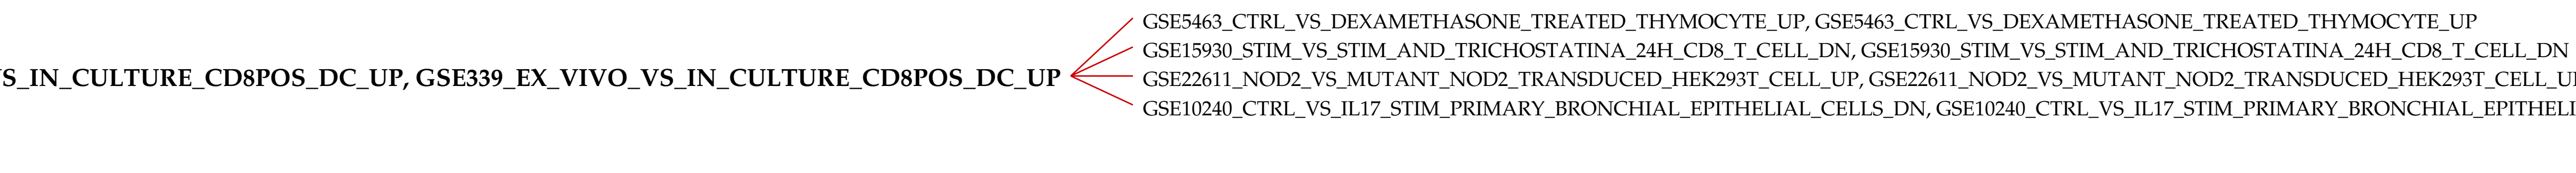 GSE5463_CTRL_VS_DEXAMETHASONE_TREATED_THYMOCYTE_UP, GSE5463_CTRL_VS_DEXAMETHASONE_TREATED_THYMOCYTE_UP
GSE15930_STIM_VS_STIM_AND_TRICHOSTATINA_24H_CD8_T_CELL_DN, GSE15930_STIM_VS_STIM_AND_TRICHOSTATINA_24H_CD8_T_CELL_DN
S_IN_CULTURE_CD8POS_DC_UP, GSE339_EX_VIVO_VS_IN_CULTURE_CD8POS_DC_UP
GSE22611_NOD2_VS_MUTANT_NOD2_TRANSDUCED_HEK293T_CELL_UP, GSE22611_NOD2_VS_MUTANT_NOD2_TRANSDUCED_HEK293T_CELL_U
GSE10240_CTRL_VS_IL17_STIM_PRIMARY_BRONCHIAL_EPITHELIAL_CELLS_DN, GSE10240_CTRL_VS_IL17_STIM_PRIMARY_BRONCHIAL_EPITHELI